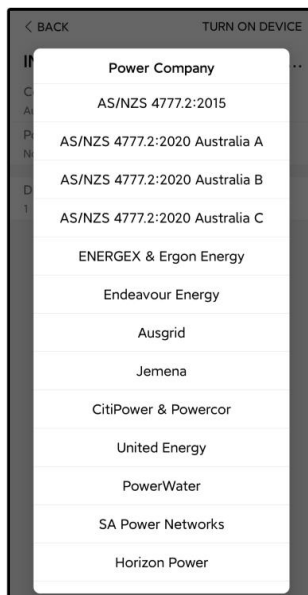 BACK
TURN ON DEVICE
Power Company
AS/NZS 4777.2:2015
AS/NZS 4777.2:2020 Australia A
AS/NZS 4777.2:2020 Australia B
AS/NZS 4777.2:2020 Australia C
ENERGEX & Ergon Energy
Endeavour Energy
Ausgrid
Jemena
CitiPower & Powercor
United Energy
PowerWater
SA Power Networks
Horizon Power
1